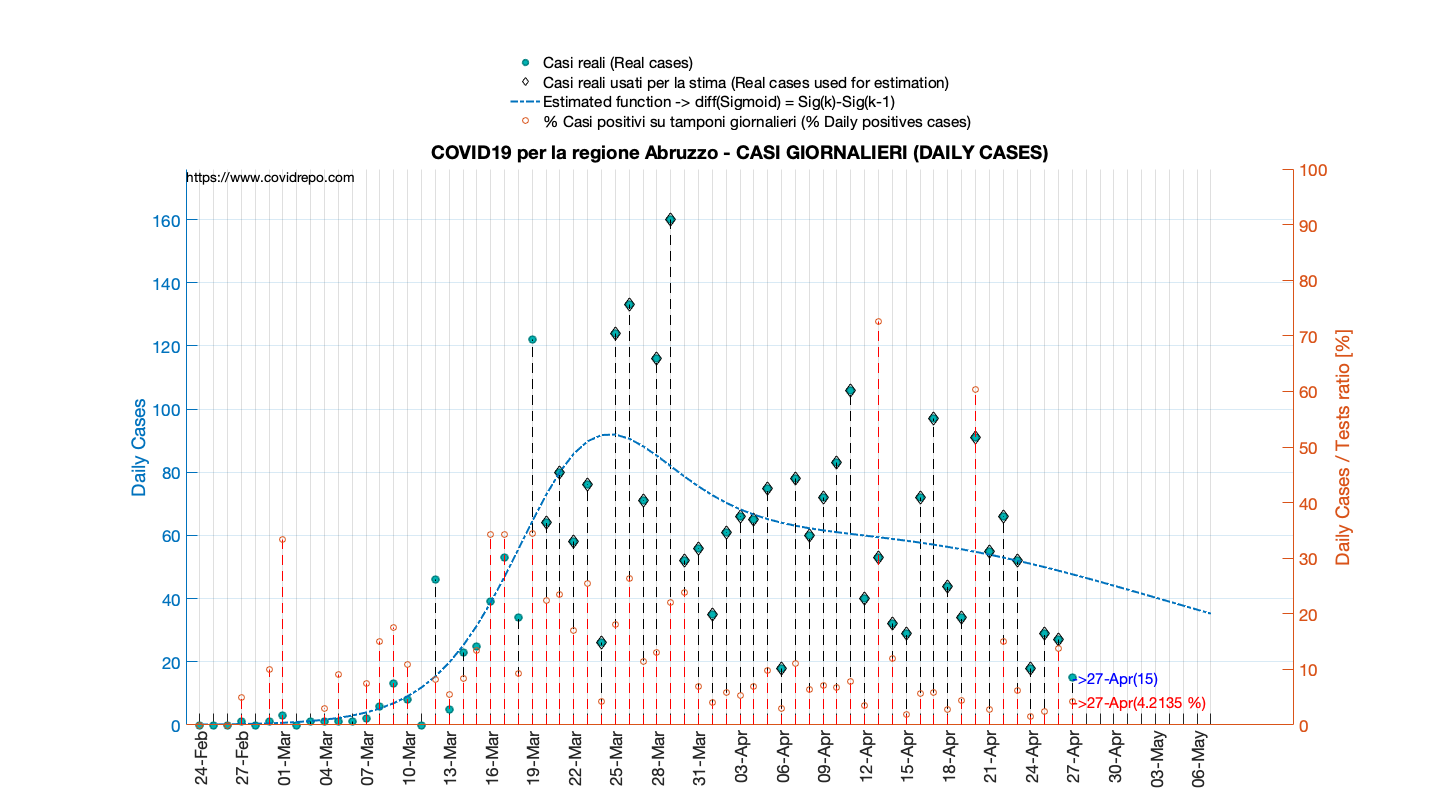 Casi reali (Real cases)
Casi reali usati per la stima (Real cases used for estimation)
Estimated function -> diff(Sigmoid) = Sig(k)-Sig(k-1)
% Casi positivi su tamponi giornalieri (% Daily positives cases)
COVID19 per la regione Abruzzo - CASI GIORNALIERI (DAILY CASES)
https://www.covidrepo.com
Daily Cases
160
140
120
100
80
60
40
20
0
100
90
80
70
60
50
40
30
20
10
0
Daily Cases / Tests ratio [%]
->27-Apr(15)
->27-Apr(4.2135 %)
24-Feb
27-Feb
01-Mar
04-Mar
07-Mar
10-Mar
13-Mar
16-Mar
19-Mar
22-Mar
25-Mar
28-Mar
31-Mar
03-Apr
06-Apr
09-Apr
12-Apr
15-Apr
18-Apr
21-Apr
24-Apr
27-Apr
30-Apr
03-May
06-May